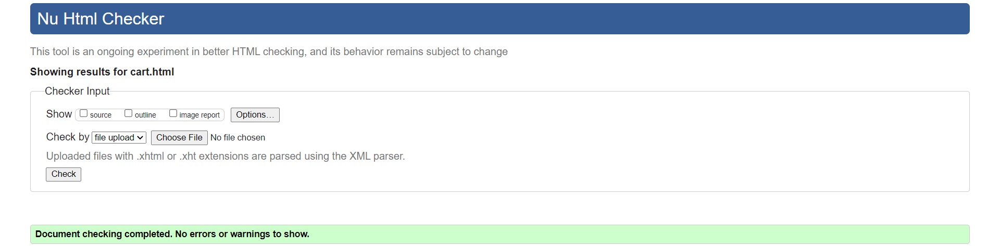 Nu Html Checker
This tool is an ongoing experiment in better HTML checking, and its behavior remains subject to change
Showing results for cart.html
Checker Input
Show source outline image report Options...
Check by file upload Choose File No file chosen
Uploaded files with .xhtml or .xht extensions are parsed using the XML parser.
Check
Document checking completed. No errors or warnings to show.